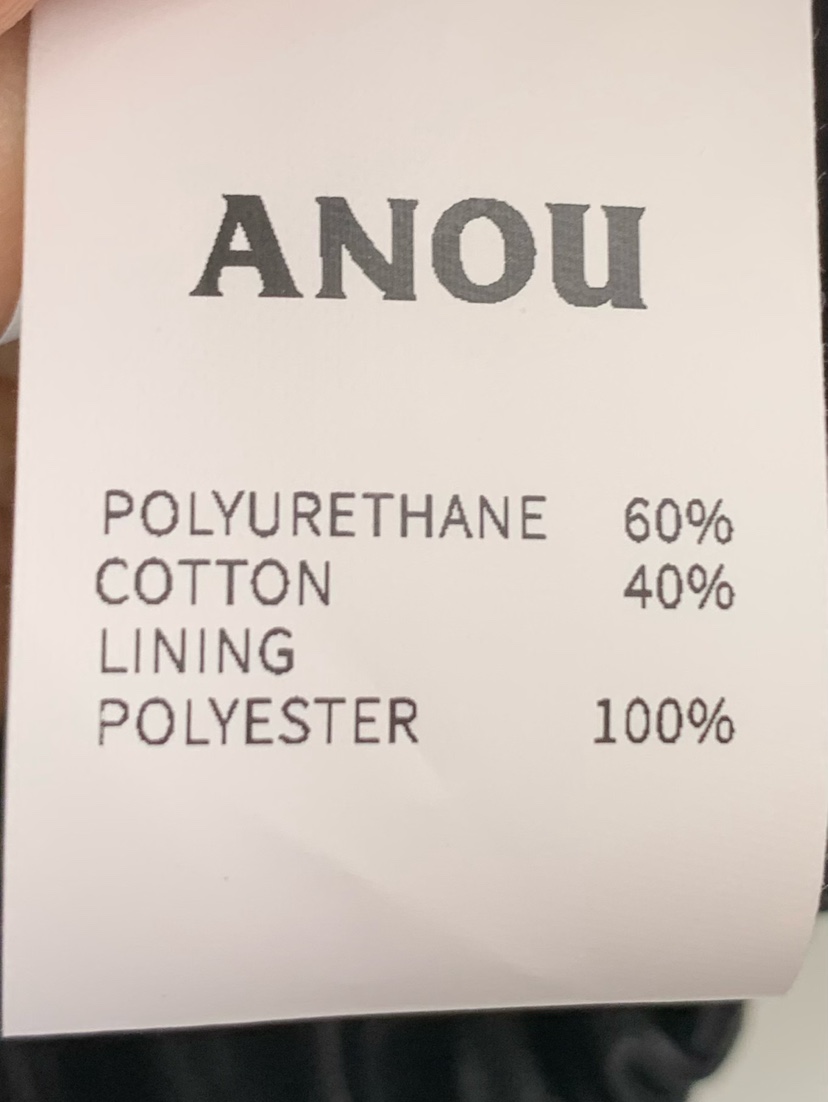 ANOU
POLYURETHANE 60%
COTTON 40%
LINING
POLYESTER 100%